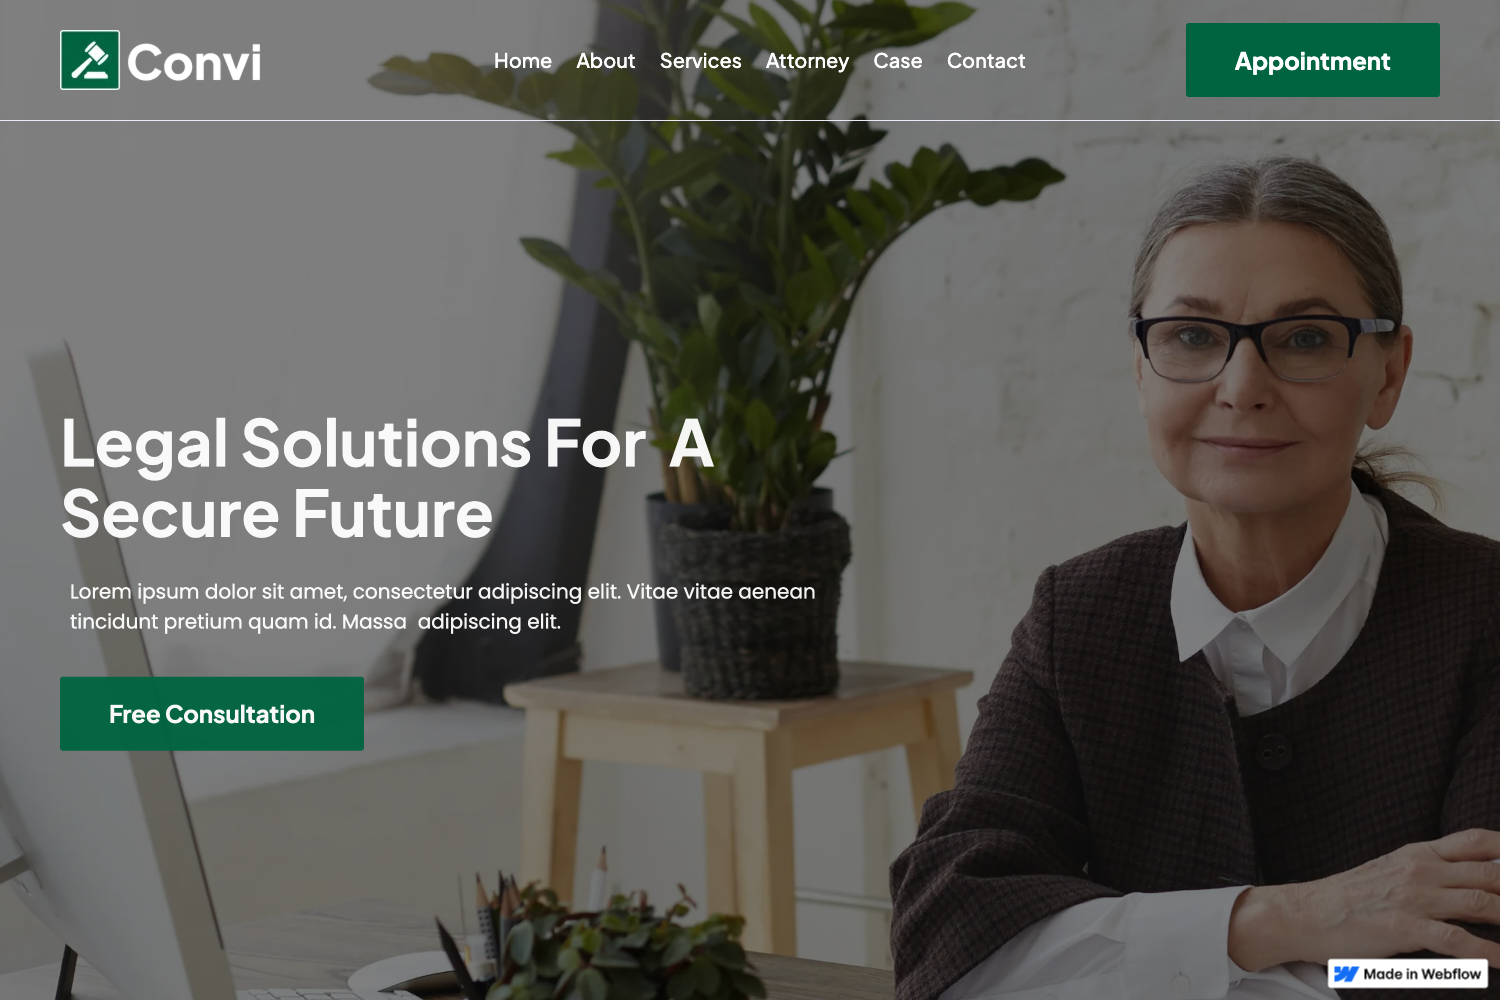 Convi
Home About Services Attorney Case Contact
Appointment
Legal Solutions For A
Secure Future
Lorem ipsum dolor sit amet, consectetur adipiscing elit. Vitae vitae aenean
tincidunt pretium quam id. Massa adipiscing elit.
Free Consultation
Made in Webflow